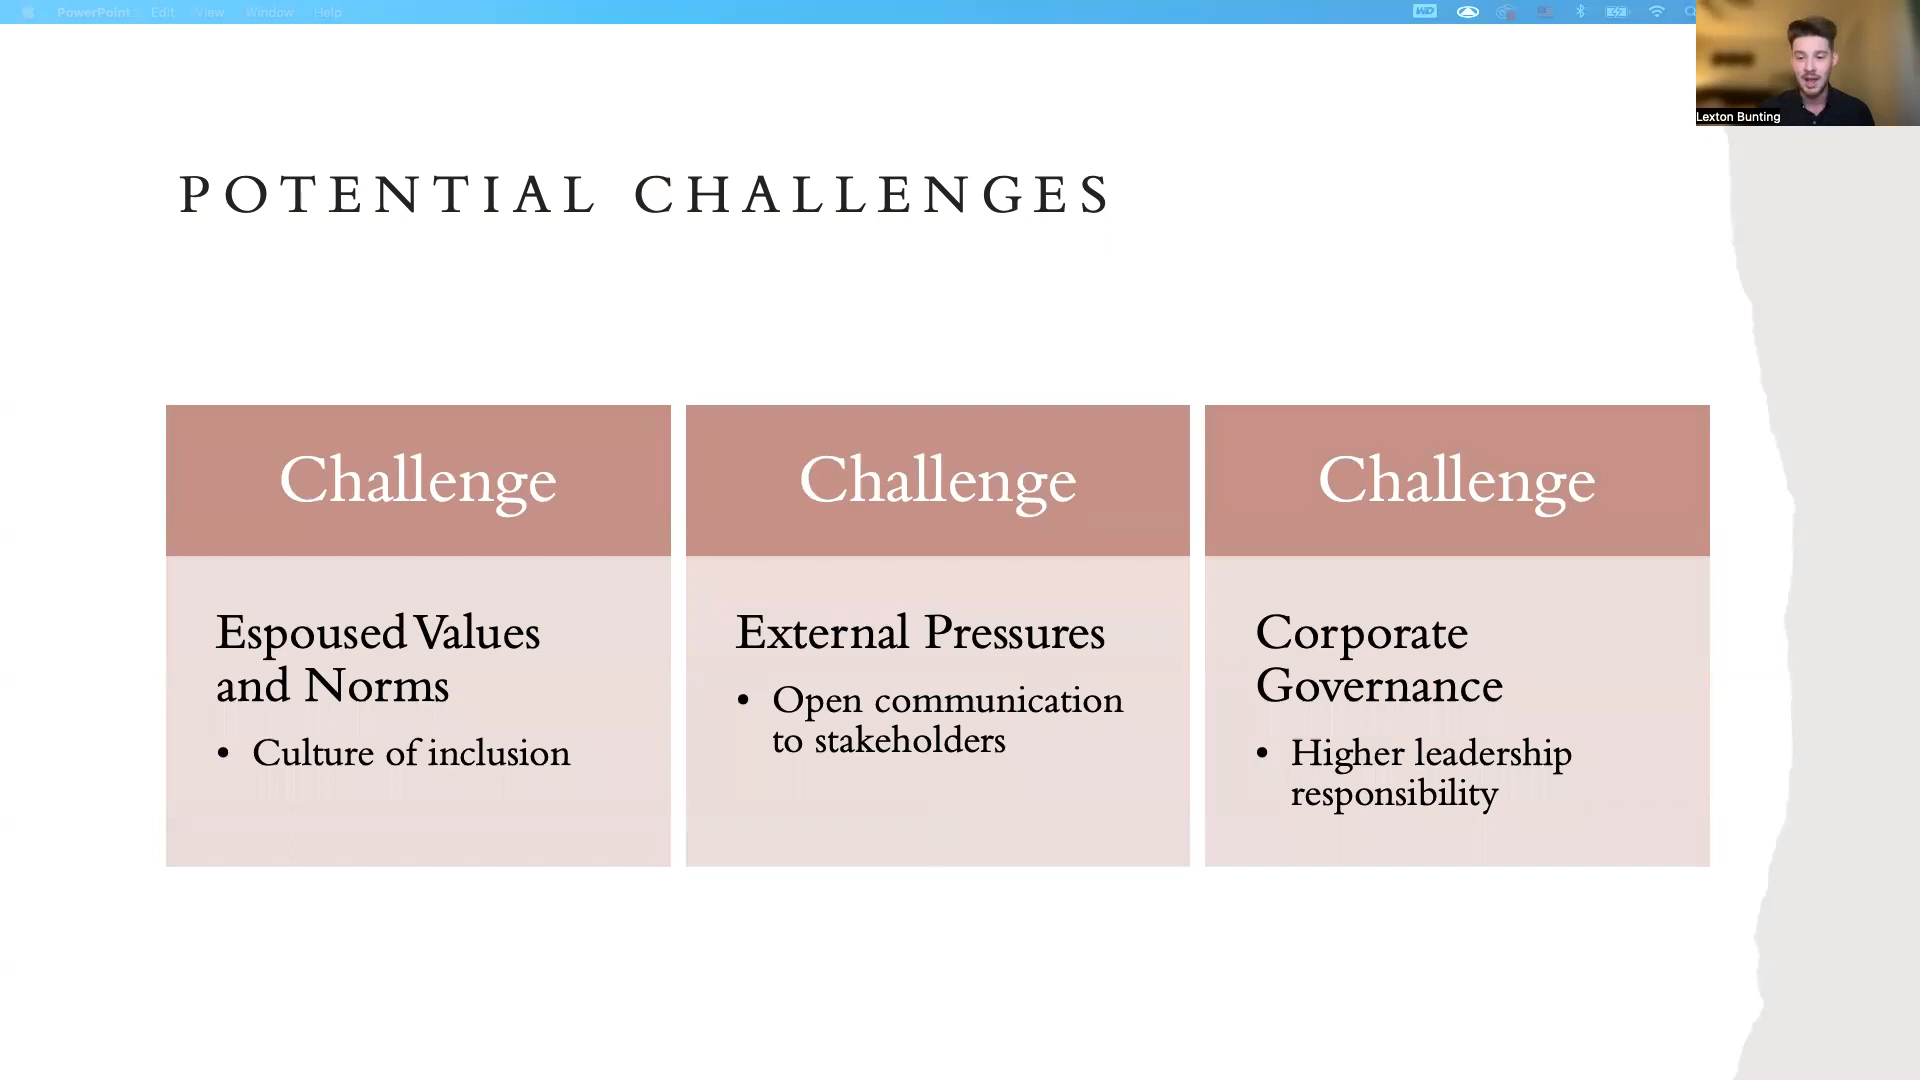 PowerPoint Edit View Window Help
WD
Lexton Bunting
POTENTIAL CHALLENGES
Challenge
Espoused Values
and Norms
• Culture of inclusion
Challenge
External Pressures
• Open communication
to stakeholders
Challenge
Corporate
Governance
• Higher leadership
responsibility